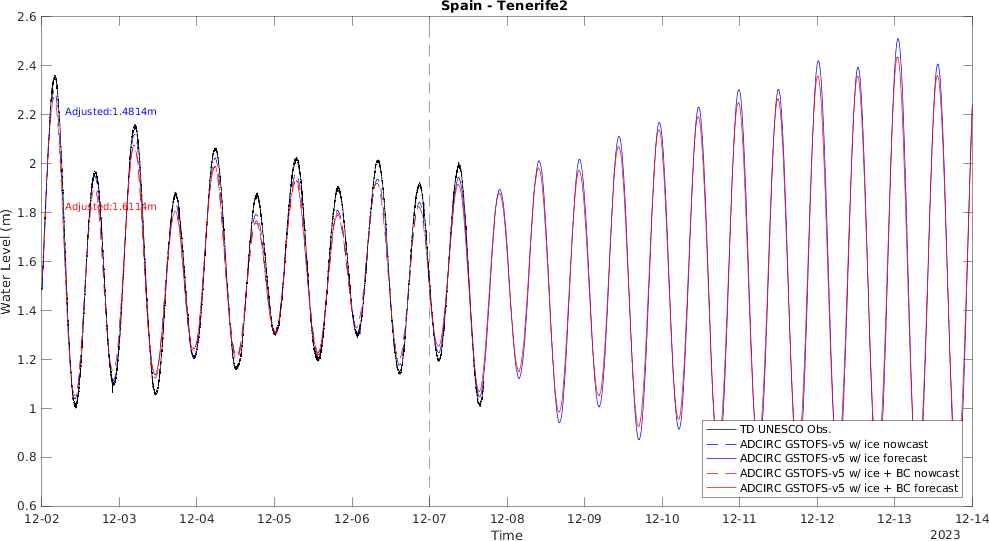 Spain - Tenerife2
2.6
2.4
2.2
2
1.8
1.6
1.4
1.2
1
0.8
0.6
Water Level (m)
Adjusted:1.4814m
Adjusted:1.6114m
TD UNESCO Obs.
ADCIRC GSTOFS-v5 w/ ice nowcast
ADCIRC GSTOFS-v5 w/ ice forecast
ADCIRC GSTOFS-v5 w/ ice + BC nowcast
ADCIRC GSTOFS-v5 w/ ice + BC forecast
12-02 12-03 12-04 12-05 12-06 12-07 12-08 12-09 12-10 12-11 12-12 12-13 12-14
Time
2023